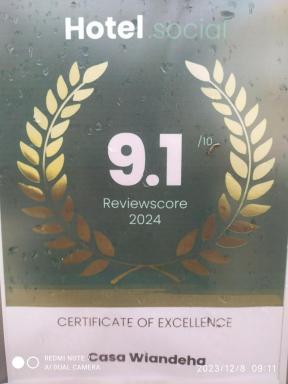 Hotel.social
9.1
/10
Reviewscore
2024
CERTIFICATE OF EXCELLENCE
Casa Wiandeha
REDMI NOTE
AI DUAL CAMERA
2023/12/8 09:11